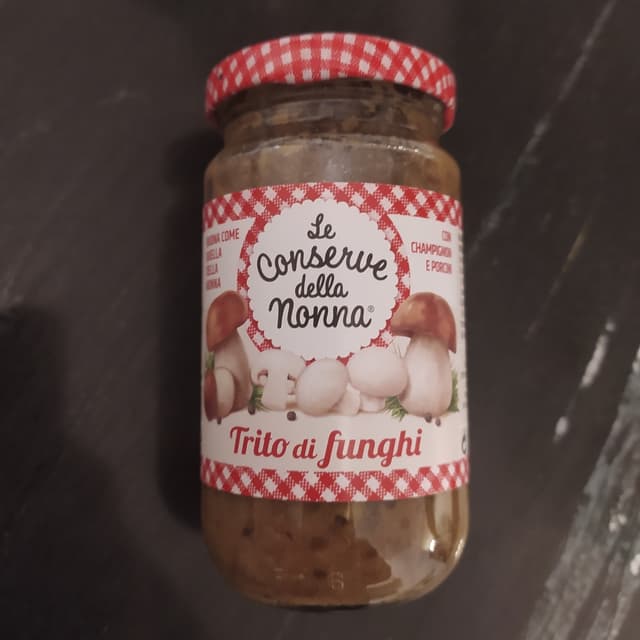 Le
Conserve
della
Nonna®
BUONA COME
QUELLA
DELLA
NONNA
CON
CHAMPIGNON
E PORCINI
Trito di funghi